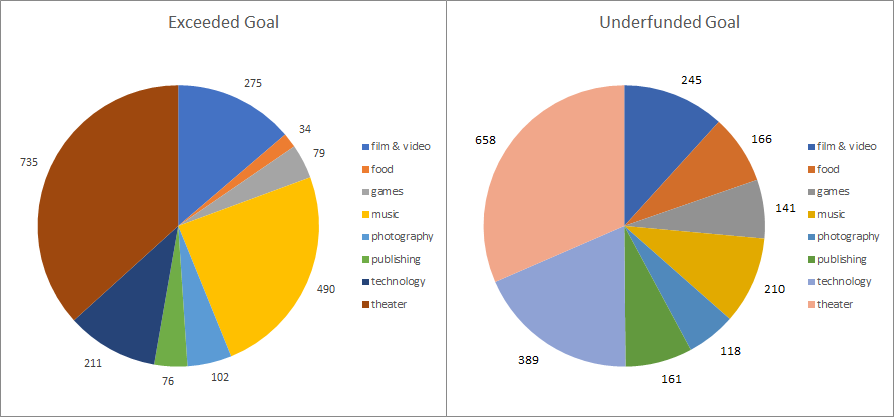 Exceeded Goal
275
34
79
490
102
76
211
735
film & video
food
games
music
photography
publishing
technology
theater
Underfunded Goal
245
166
141
210
118
161
389
658
film & video
food
games
music
photography
publishing
technology
theater